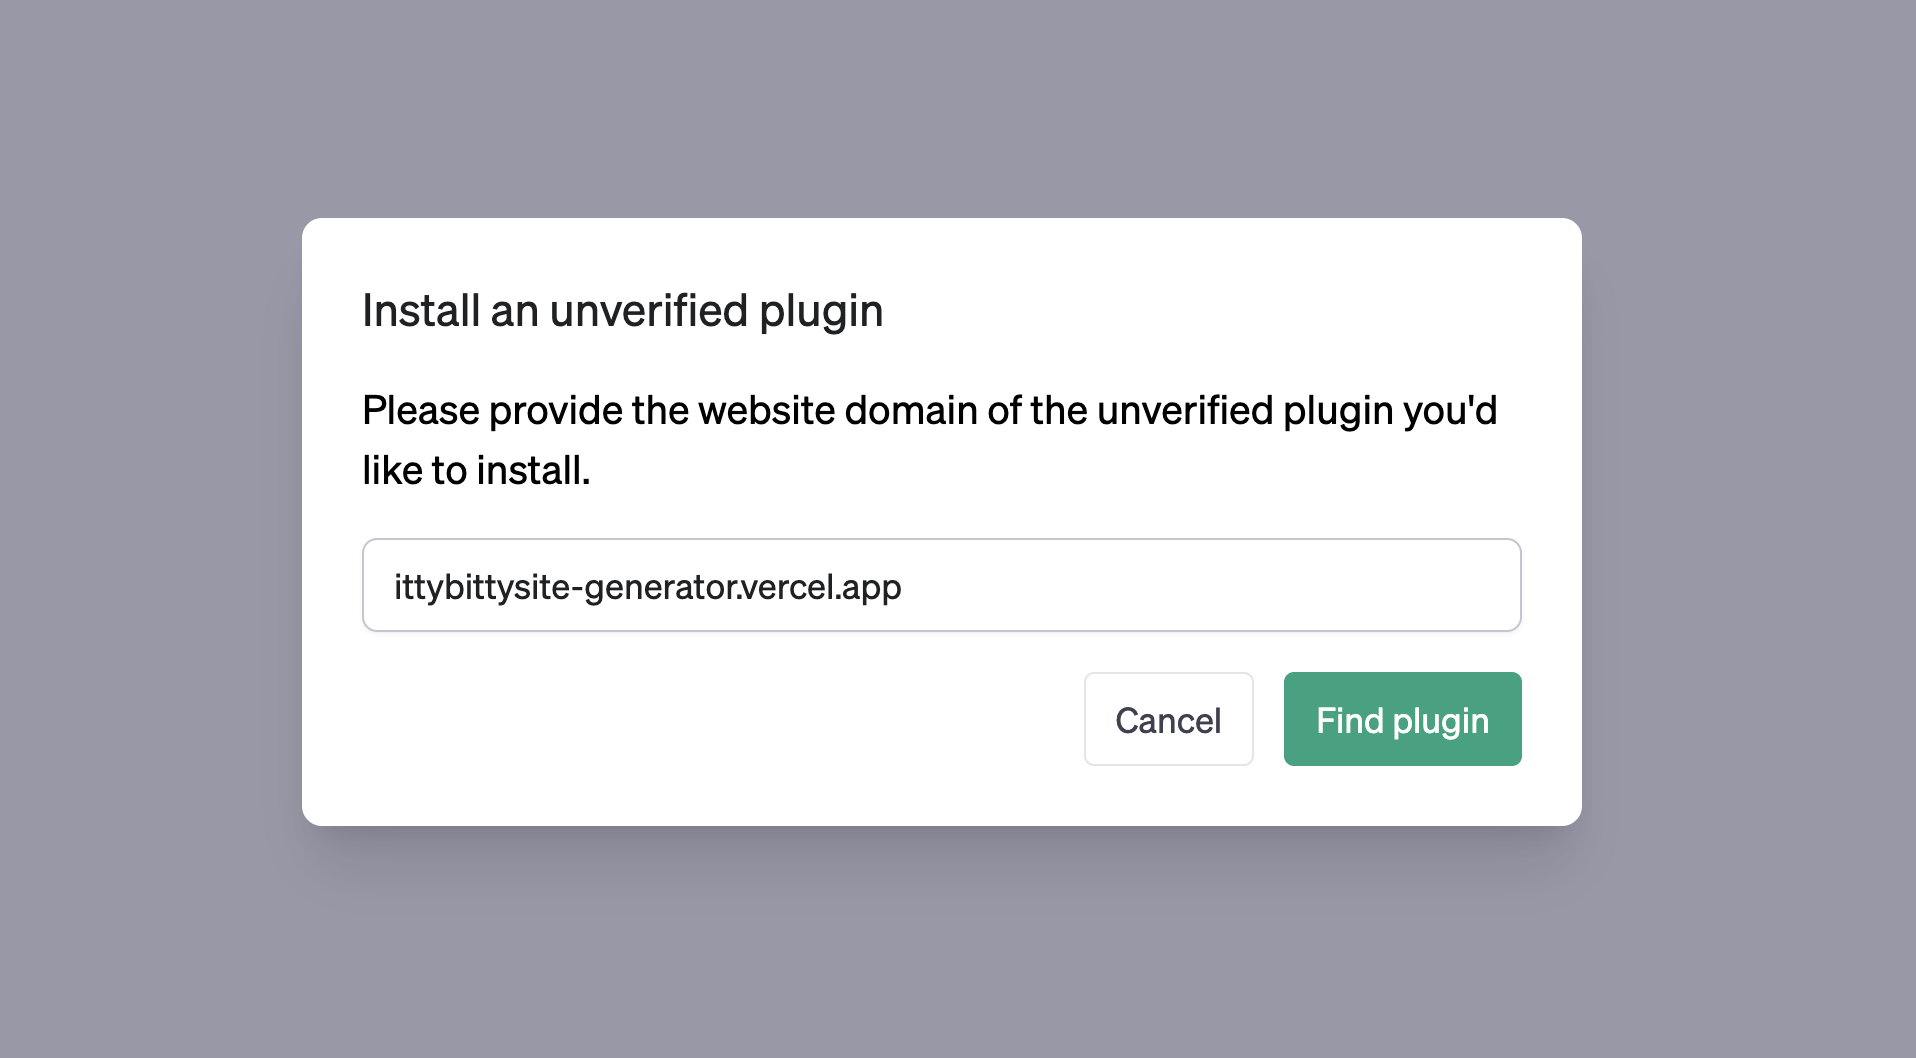 Install an unverified plugin
Please provide the website domain of the unverified plugin you'd
like to install.
ittybittysite-generator.vercel.app
Cancel
Find plugin